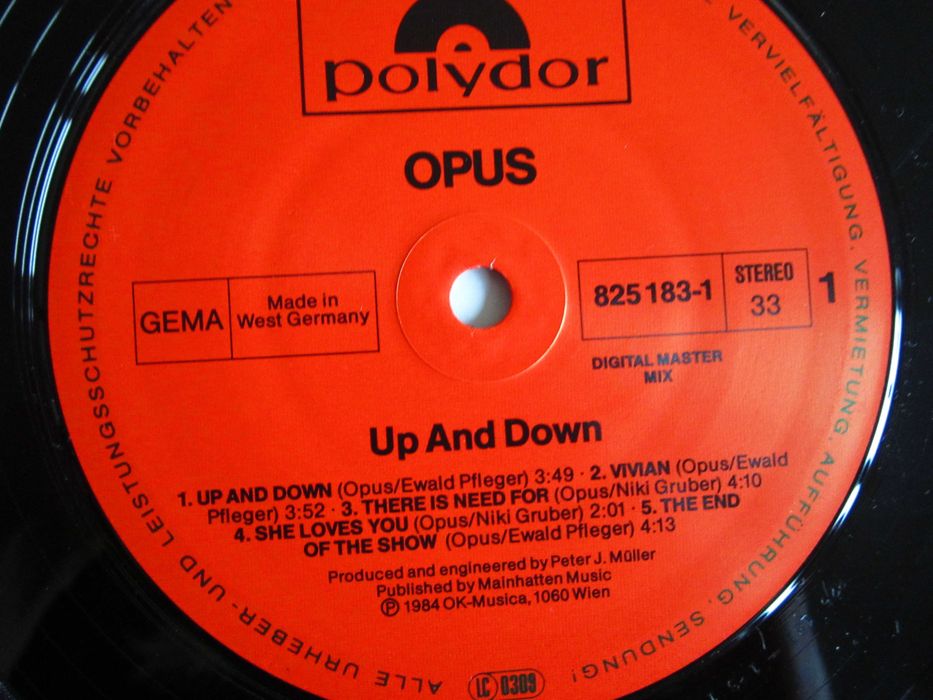 polydor
OPUS
GEMA
Made in
West Germany
825 183-1
STEREO
33
1
DIGITAL MASTER
MIX
Up And Down
1. UP AND DOWN (Opus/Ewald Pfleger) 3:49 · 2. VIVIAN (Opus/Ewald
Pfleger) 3:52 · 3. THERE IS NEED FOR (Opus/Niki Gruber) 4:10
4. SHE LOVES YOU (Opus/Niki Gruber) 2:01 · 5. THE END
OF THE SHOW (Opus/Ewald Pfleger) 4:13
Produced and engineered by Peter J. Müller
Published by Mainhatten Music
Ⓟ 1984 OK-Musica, 1060 Wien
ALLE URHEBER- UND LEISTUNGSSCHUTZRECHTE VORBEHALTEN
VERVIELFÄLTIGUNG, VERMIETUNG, AUFFÜHRUNG, SENDUNG!
LC 0309